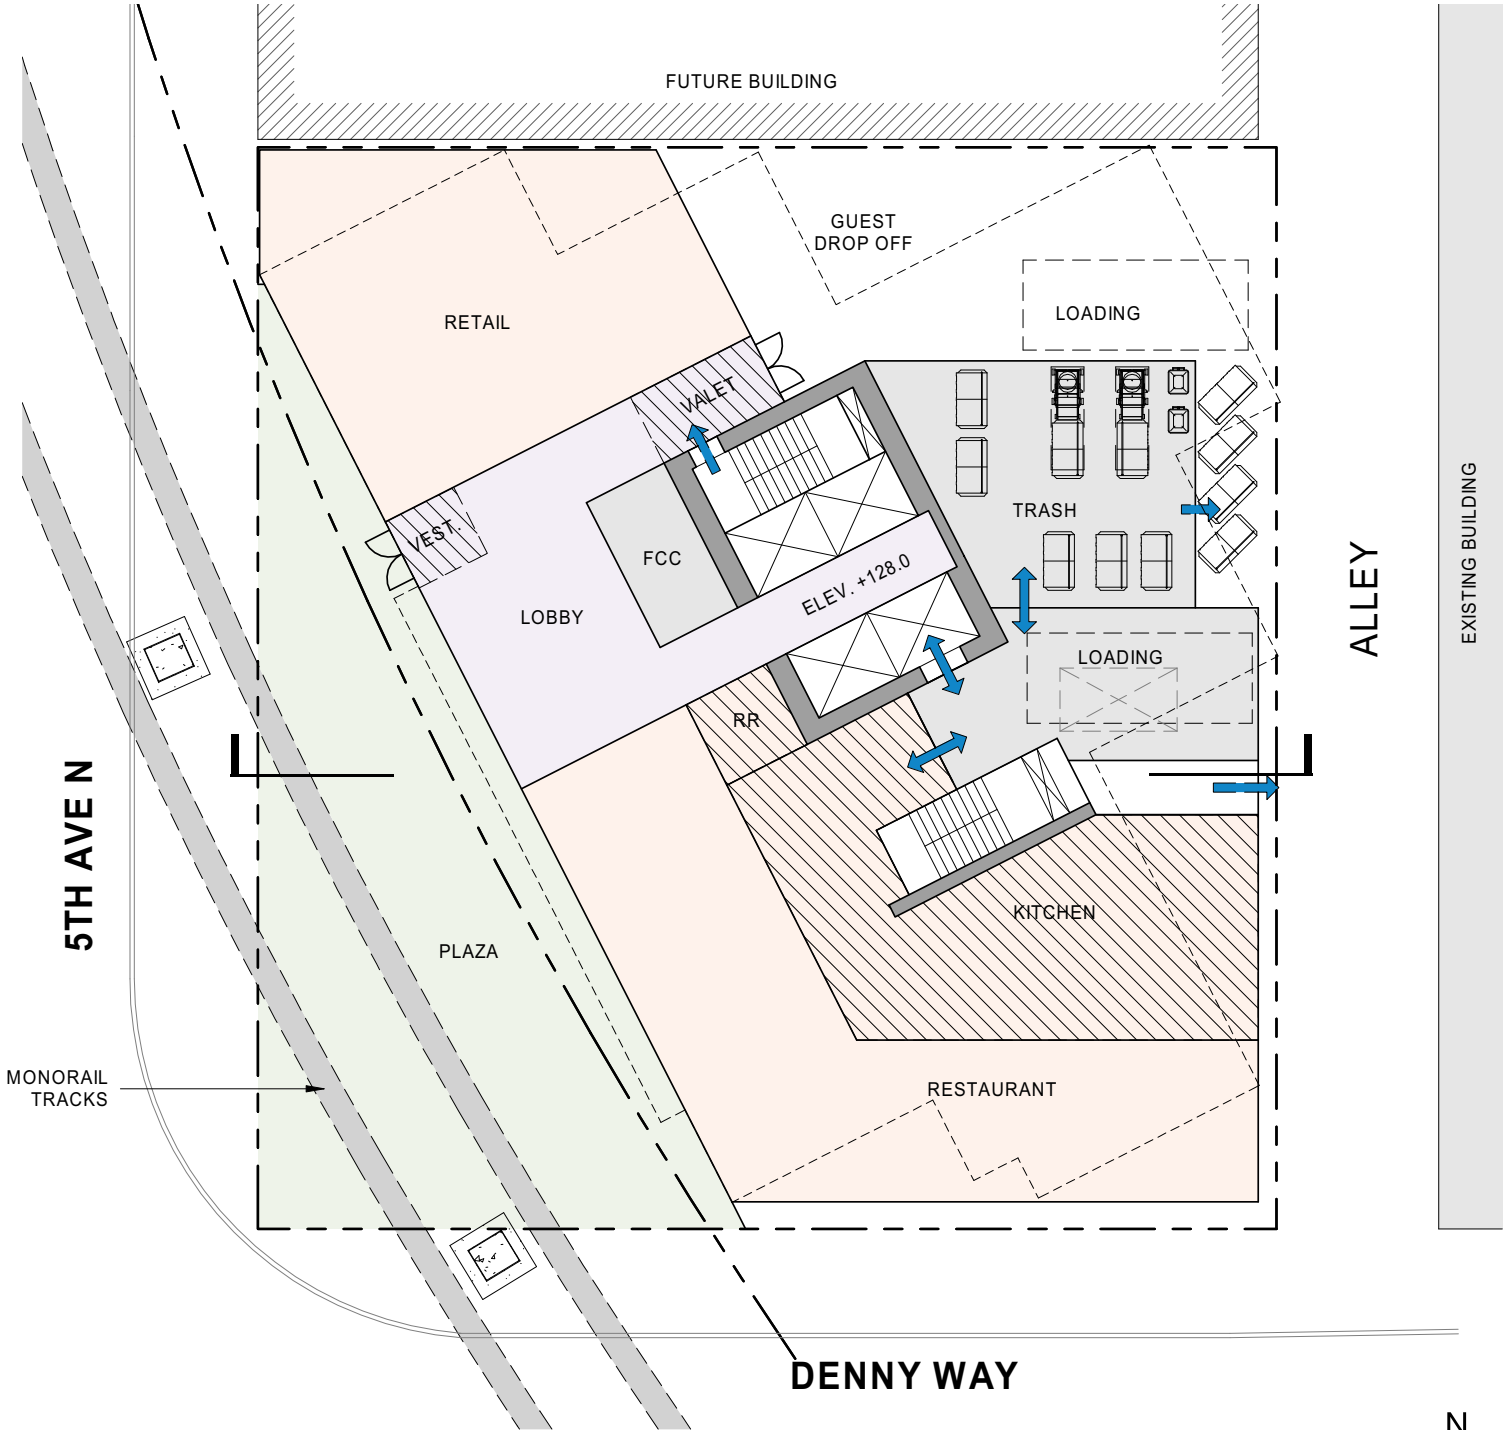 FUTURE BUILDING
GUEST
DROP OFF
LOADING
RETAIL
VALET
VEST.
TRASH
FCC
ELEV. +128.0
LOBBY
LOADING
RR
ALLEY
EXISTING BUILDING
5TH AVE N
KITCHEN
PLAZA
MONORAIL
TRACKS
RESTAURANT
DENNY WAY
N